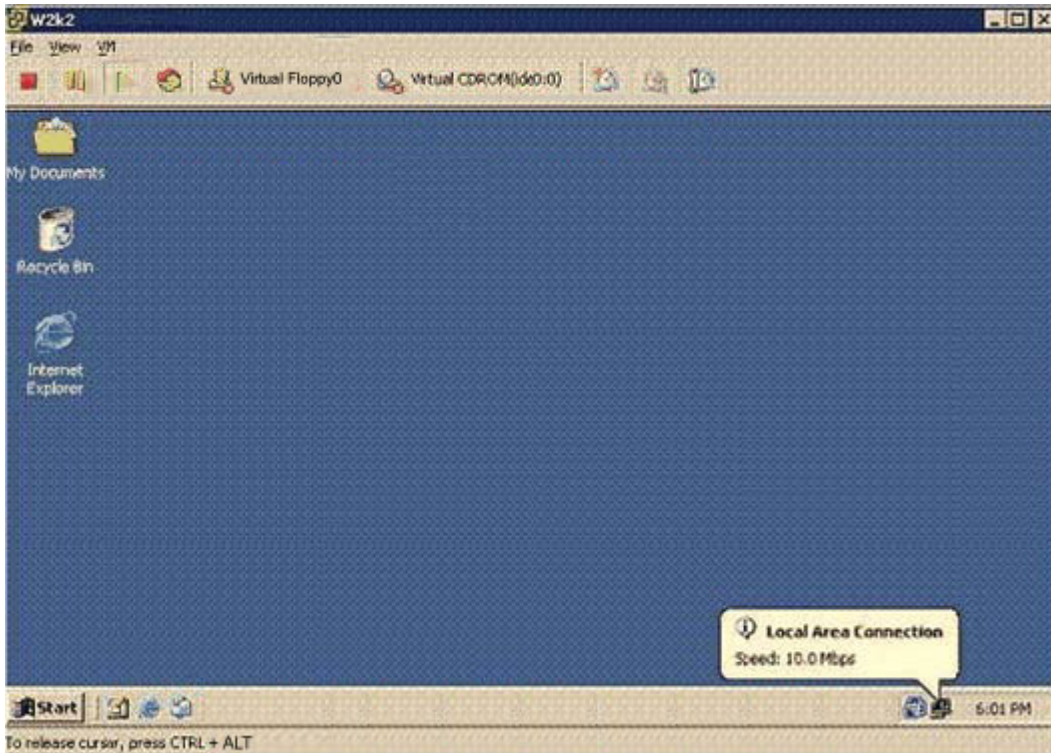 W2k2
File View VM
Virtual Floppy0 Virtual CDROM(ide0:0)
My Documents
Recycle Bin
Internet
Explorer
Local Area Connection
Speed: 10.0 Mbps
Start 6:01 PM
To release cursor, press CTRL + ALT